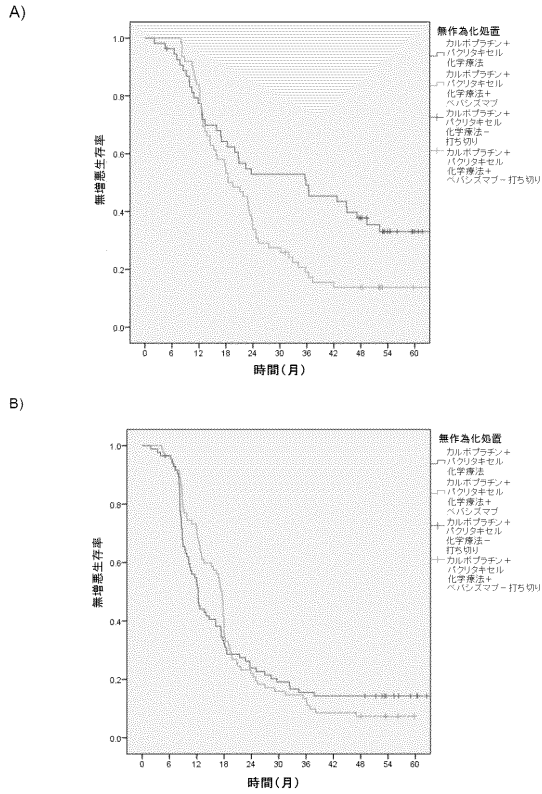 A)
無作為化処置
カルボプラチン+
パクリタキセル
化学療法
カルボプラチン+
パクリタキセル
化学療法+
ベバシズマブ
カルボプラチン+
パクリタキセル
化学療法-
打ち切り
カルボプラチン+
パクリタキセル
化学療法+
ベバシズマブ-打ち切り
無増悪生存率
1.0
0.8
0.6
0.4
0.2
0.0
0 6 12 18 24 30 36 42 48 54 60
時間(月)
B)
無作為化処置
カルボプラチン+
パクリタキセル
化学療法
カルボプラチン+
パクリタキセル
化学療法+
ベバシズマブ
カルボプラチン+
パクリタキセル
化学療法-
打ち切り
カルボプラチン+
パクリタキセル
化学療法+
ベバシズマブ-打ち切り
無増悪生存率
1.0
0.8
0.6
0.4
0.2
0.0
0 6 12 18 24 30 36 42 48 54 60
時間(月)